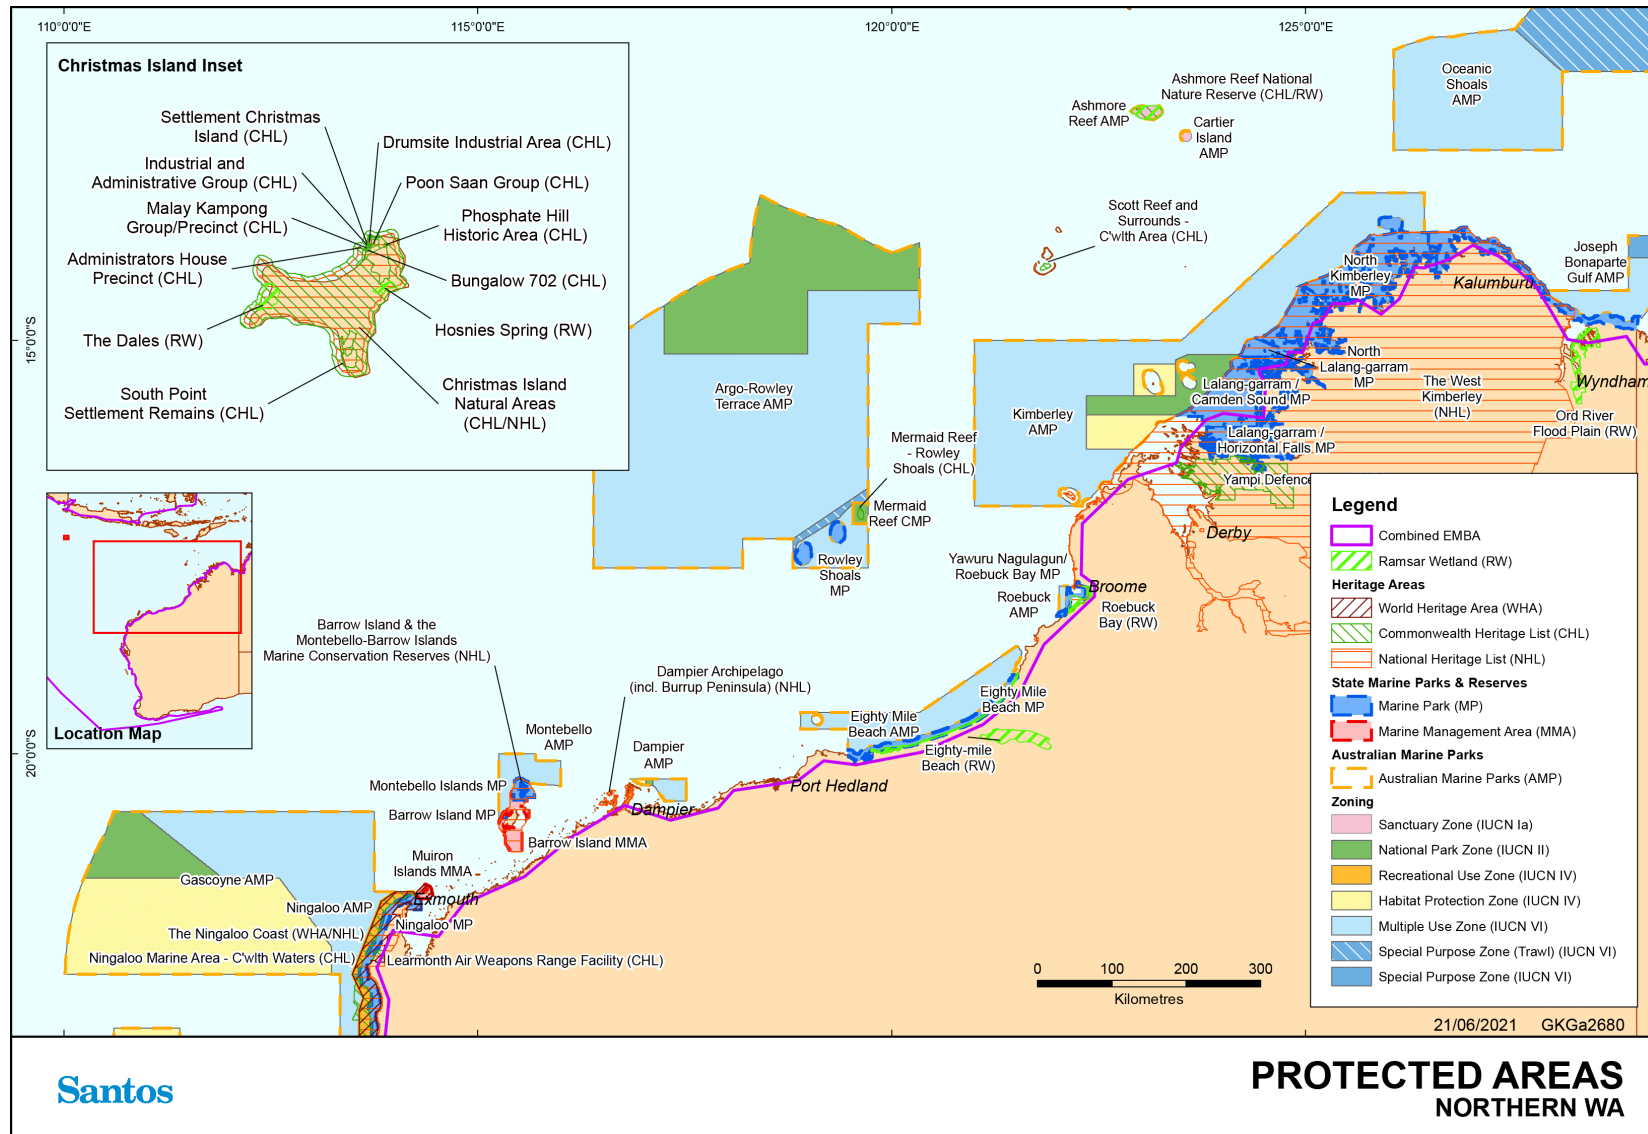 110°0'0"E
115°0'0"E
120°0'0"E
125°0'0"E
15°0'0"S
20°0'0"S
Christmas Island Inset
Settlement Christmas
Island (CHL)
Drumsite Industrial Area (CHL)
Industrial and
Administrative Group (CHL)
Poon Saan Group (CHL)
Malay Kampong
Group/Precinct (CHL)
Phosphate Hill
Historic Area (CHL)
Administrators House
Precinct (CHL)
Bungalow 702 (CHL)
The Dales (RW)
Hosnies Spring (RW)
South Point
Settlement Remains (CHL)
Christmas Island
Natural Areas
(CHL/NHL)
Location Map
Oceanic
Shoals
AMP
Ashmore Reef National
Nature Reserve (CHL/RW)
Ashmore
Reef AMP
Cartier
Island
AMP
Scott Reef and
Surrounds -
C'wlth Area (CHL)
Joseph
Bonaparte
Gulf AMP
North
Kimberley
MP
Kalumburu
North
Lalang-garram
MP
Wyndham
Lalang-garram /
Camden Sound MP
The West
Kimberley
(NHL)
Ord River
Flood Plain (RW)
Argo-Rowley
Terrace AMP
Kimberley
AMP
Lalang-garram /
Horizontal Falls MP
Yampi Defence
Mermaid Reef
- Rowley
Shoals (CHL)
Mermaid
Reef CMP
Rowley
Shoals
MP
Derby
Yawuru Nagulagun/
Roebuck Bay MP
Broome
Roebuck
AMP
Roebuck
Bay (RW)
Barrow Island & the
Montebello-Barrow Islands
Marine Conservation Reserves (NHL)
Dampier Archipelago
(incl. Burrup Peninsula) (NHL)
Eighty Mile
Beach MP
Eighty Mile
Beach AMP
Eighty-mile
Beach (RW)
Montebello
AMP
Dampier
AMP
Montebello Islands MP
Port Hedland
Dampier
Barrow Island MP
Barrow Island MMA
Muiron
Islands MMA
Gascoyne AMP
Exmouth
Ningaloo AMP
Ningaloo MP
The Ningaloo Coast (WHA/NHL)
Ningaloo Marine Area - C'wlth Waters (CHL)
Learmonth Air Weapons Range Facility (CHL)
0 100 200 300
Kilometres
Legend
Combined EMBA
Ramsar Wetland (RW)
Heritage Areas
World Heritage Area (WHA)
Commonwealth Heritage List (CHL)
National Heritage List (NHL)
State Marine Parks & Reserves
Marine Park (MP)
Marine Management Area (MMA)
Australian Marine Parks
Australian Marine Parks (AMP)
Zoning
Sanctuary Zone (IUCN Ia)
National Park Zone (IUCN II)
Recreational Use Zone (IUCN IV)
Habitat Protection Zone (IUCN IV)
Multiple Use Zone (IUCN VI)
Special Purpose Zone (Trawl) (IUCN VI)
Special Purpose Zone (IUCN VI)
21/06/2021 GKGa2680
Santos
PROTECTED AREAS
NORTHERN WA